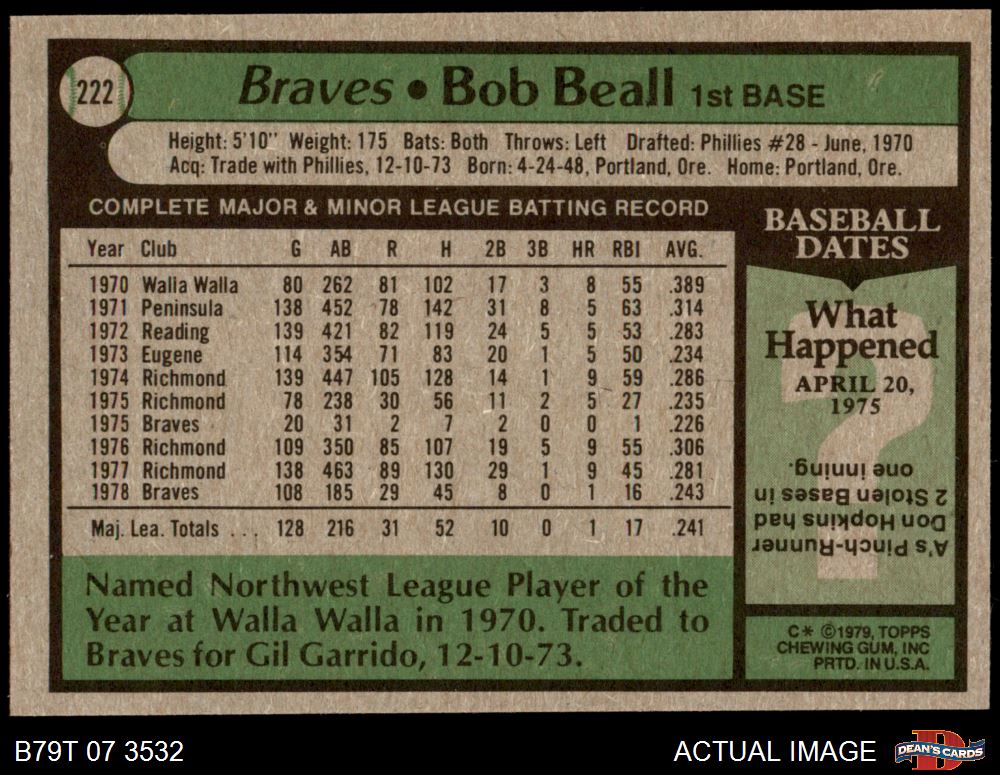 222
Braves • Bob Beall 1st BASE
Height: 5'10" Weight: 175 Bats: Both Throws: Left Drafted: Phillies #28 - June, 1970
Acq: Trade with Phillies, 12-10-73 Born: 4-24-48, Portland, Ore. Home: Portland, Ore.
COMPLETE MAJOR & MINOR LEAGUE BATTING RECORD
Year Club G AB R H 2B 3B HR RBI AVG.
1970 Walla Walla 80 262 81 102 17 3 8 55 .389
1971 Peninsula 138 452 78 142 31 8 5 63 .314
1972 Reading 139 421 82 119 24 5 5 53 .283
1973 Eugene 114 354 71 83 20 1 5 50 .234
1974 Richmond 139 447 105 128 14 1 9 59 .286
1975 Richmond 78 238 30 56 11 2 5 27 .235
1975 Braves 20 31 2 7 2 0 0 1 .226
1976 Richmond 109 350 85 107 19 5 9 55 .306
1977 Richmond 138 463 89 130 29 1 9 45 .281
1978 Braves 108 185 29 45 8 0 1 16 .243
Maj. Lea. Totals . . . 128 216 31 52 10 0 1 17 .241
Named Northwest League Player of the
Year at Walla Walla in 1970. Traded to
Braves for Gil Garrido, 12-10-73.
BASEBALL
DATES
What
Happened
APRIL 20,
1975
?
A's Pinch-Runner
Don Hopkins had
2 Stolen Bases in
one inning.
C* ©1979, TOPPS
CHEWING GUM, INC
PRTD. IN U.S.A.
B79T 07 3532
ACTUAL IMAGE
DEAN'S CARDS